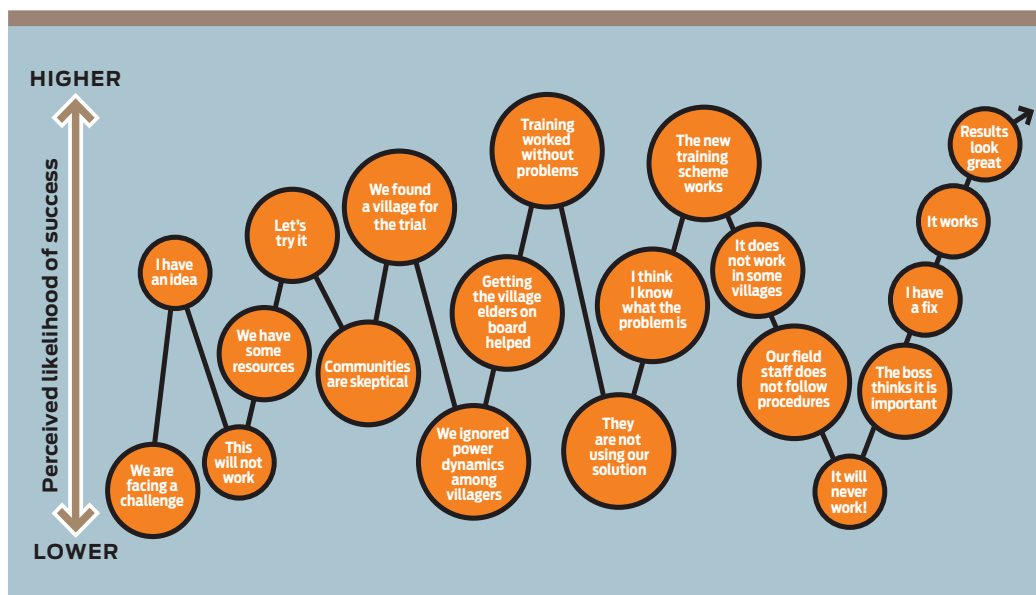 HIGHER
Perceived likelihood of success
LOWER
We are
facing a
challenge
I have
an idea
This
will not
work
We have
some
resources
Let's
try it
Communities
are skeptical
We found
a village for
the trial
We ignored
power
dynamics
among
villagers
Getting
the village
elders on
board
helped
Training
worked
without
problems
They
are not
using our
solution
I think
I know
what the
problem is
The new
training
scheme
works
It does
not work
in some
villages
Our field
staff does
not follow
procedures
It will
never
work!
The boss
thinks it is
important
I have
a fix
It works
Results
look
great